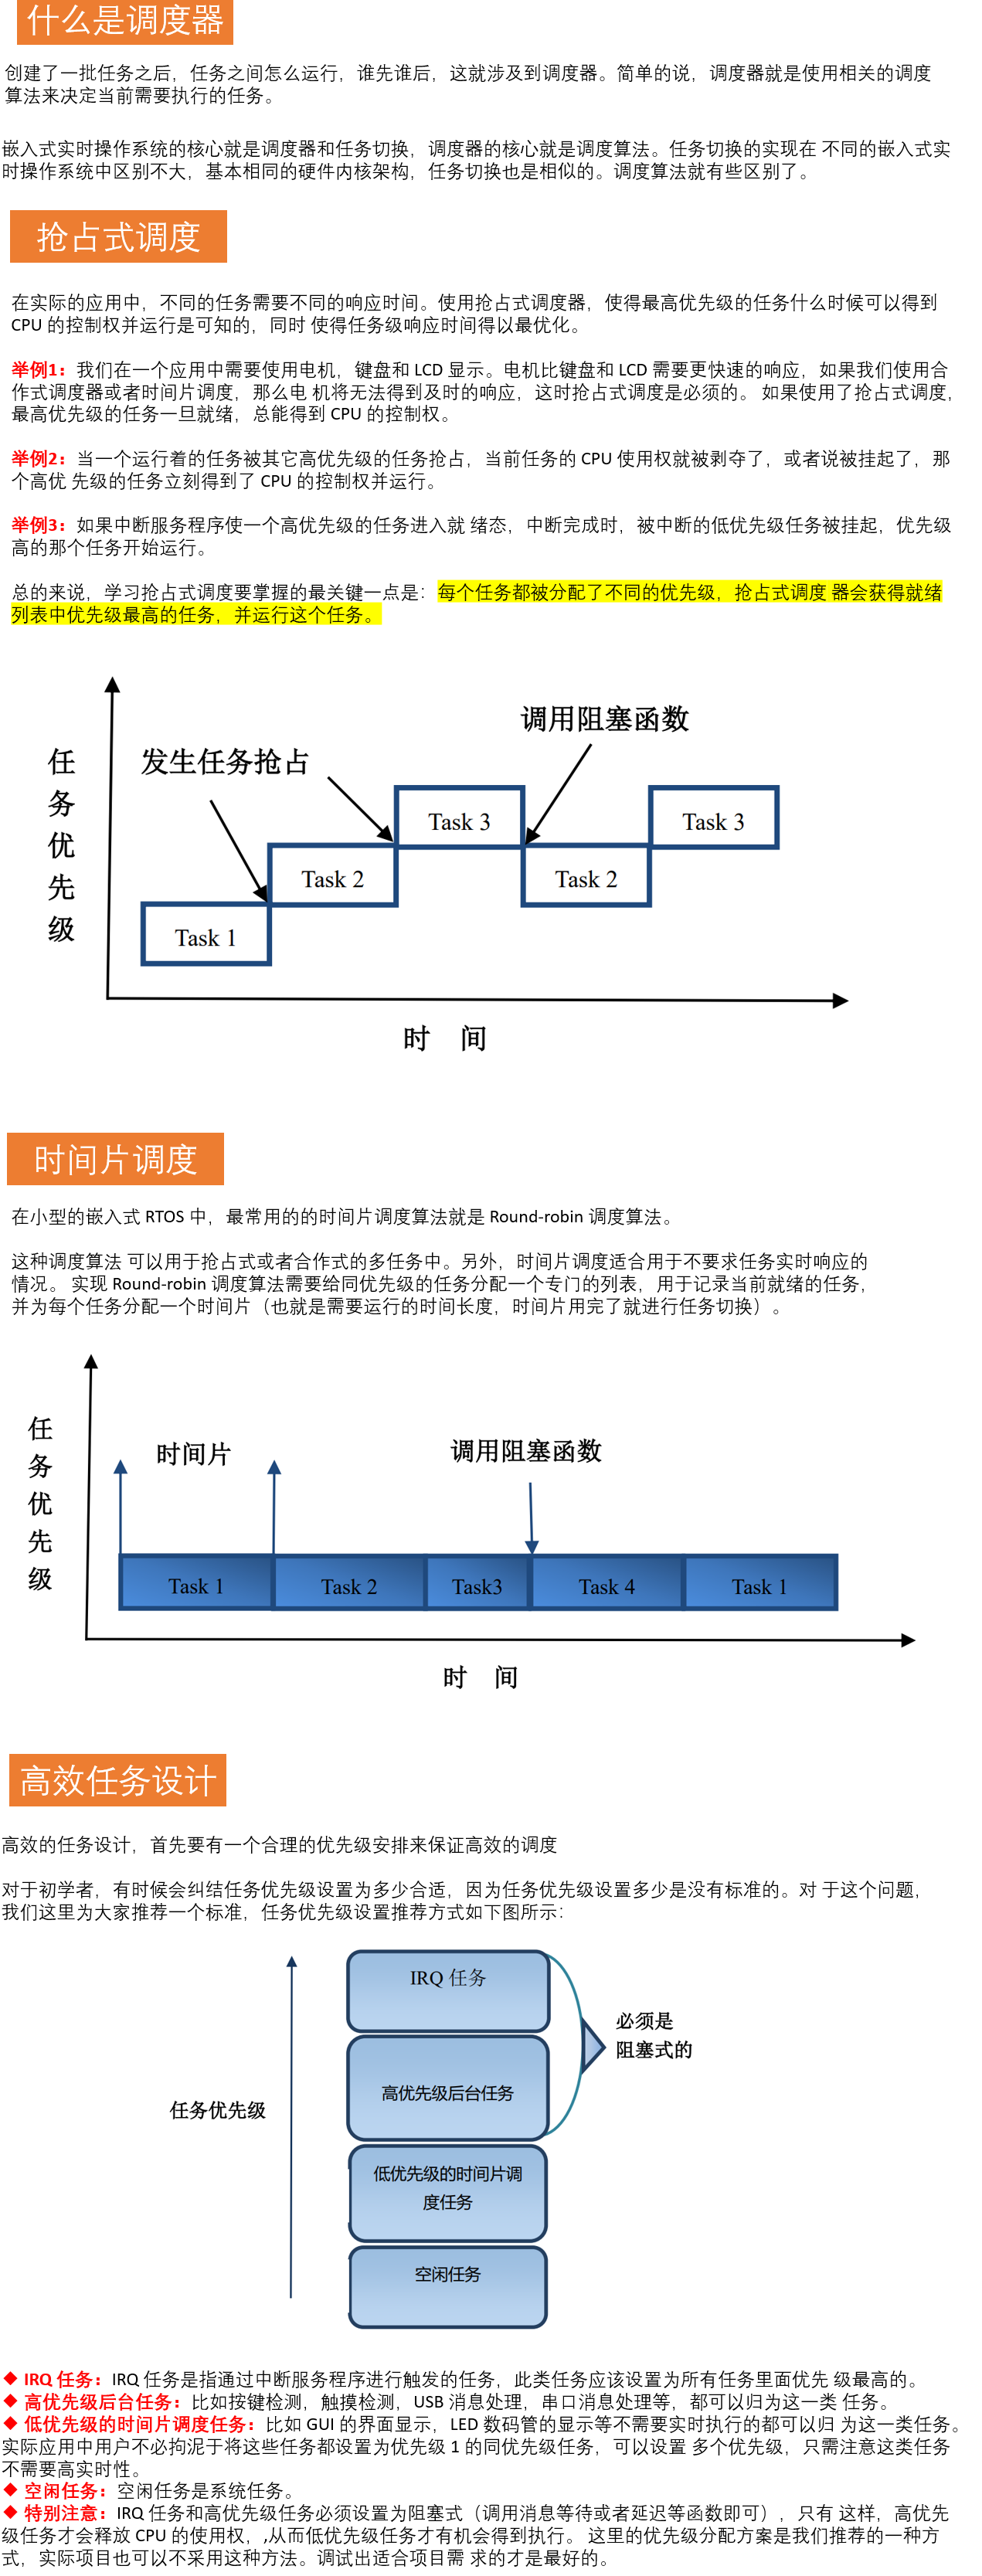 什么是调度器
创建了一批任务之后，任务之间怎么运行，谁先谁后，这就涉及到调度器。简单的说，调度器就是使用相关的调度
算法来决定当前需要执行的任务。
嵌入式实时操作系统的核心就是调度器和任务切换，调度器的核心就是调度算法。任务切换的实现在 不同的嵌入式实
时操作系统中区别不大，基本相同的硬件内核架构，任务切换也是相似的。调度算法就有些区别了。
抢占式调度
在实际的应用中，不同的任务需要不同的响应时间。使用抢占式调度器，使得最高优先级的任务什么时候可以得到
CPU 的控制权并运行是可知的，同时 使得任务级响应时间得以最优化。
举例1：我们在一个应用中需要使用电机，键盘和 LCD 显示。电机比键盘和 LCD 需要更快速的响应，如果我们使用合
作式调度器或者时间片调度，那么电 机将无法得到及时的响应，这时抢占式调度是必须的。 如果使用了抢占式调度，
最高优先级的任务一旦就绪，总能得到 CPU 的控制权。
举例2：当一个运行着的任务被其它高优先级的任务抢占，当前任务的 CPU 使用权就被剥夺了，或者说被挂起了，那
个高优 先级的任务立刻得到了 CPU 的控制权并运行。
举例3：如果中断服务程序使一个高优先级的任务进入就 绪态，中断完成时，被中断的低优先级任务被挂起，优先级
高的那个任务开始运行。
总的来说，学习抢占式调度要掌握的最关键一点是：每个任务都被分配了不同的优先级，抢占式调度 器会获得就绪
列表中优先级最高的任务，并运行这个任务。
调用阻塞函数
发生任务抢占
任务优先级
Task 3
Task 3
Task 2
Task 2
Task 1
时 间
时间片调度
在小型的嵌入式 RTOS 中，最常用的的时间片调度算法就是 Round-robin 调度算法。
这种调度算法 可以用于抢占式或者合作式的多任务中。另外，时间片调度适合用于不要求任务实时响应的
情况。 实现 Round-robin 调度算法需要给同优先级的任务分配一个专门的列表，用于记录当前就绪的任务，
并为每个任务分配一个时间片（也就是需要运行的时间长度，时间片用完了就进行任务切换）。
任务优先级
时间片
调用阻塞函数
Task 1
Task 2
Task3
Task 4
Task 1
时 间
高效任务设计
高效的任务设计，首先要有一个合理的优先级安排来保证高效的调度
对于初学者，有时候会纠结任务优先级设置为多少合适，因为任务优先级设置多少是没有标准的。对 于这个问题，
我们这里为大家推荐一个标准，任务优先级设置推荐方式如下图所示：
IRQ 任务
必须是
阻塞式的
高优先级后台任务
任务优先级
低优先级的时间片调
度任务
空闲任务
◆ IRQ 任务：IRQ 任务是指通过中断服务程序进行触发的任务，此类任务应该设置为所有任务里面优先 级最高的。
◆ 高优先级后台任务：比如按键检测，触摸检测，USB 消息处理，串口消息处理等，都可以归为这一类 任务。
◆ 低优先级的时间片调度任务：比如 GUI 的界面显示，LED 数码管的显示等不需要实时执行的都可以归 为这一类任务。
实际应用中用户不必拘泥于将这些任务都设置为优先级 1 的同优先级任务，可以设置 多个优先级，只需注意这类任务
不需要高实时性。
◆ 空闲任务：空闲任务是系统任务。
◆ 特别注意：IRQ 任务和高优先级任务必须设置为阻塞式（调用消息等待或者延迟等函数即可），只有 这样，高优先
级任务才会释放 CPU 的使用权，,从而低优先级任务才有机会得到执行。 这里的优先级分配方案是我们推荐的一种方
式，实际项目也可以不采用这种方法。调试出适合项目需 求的才是最好的。